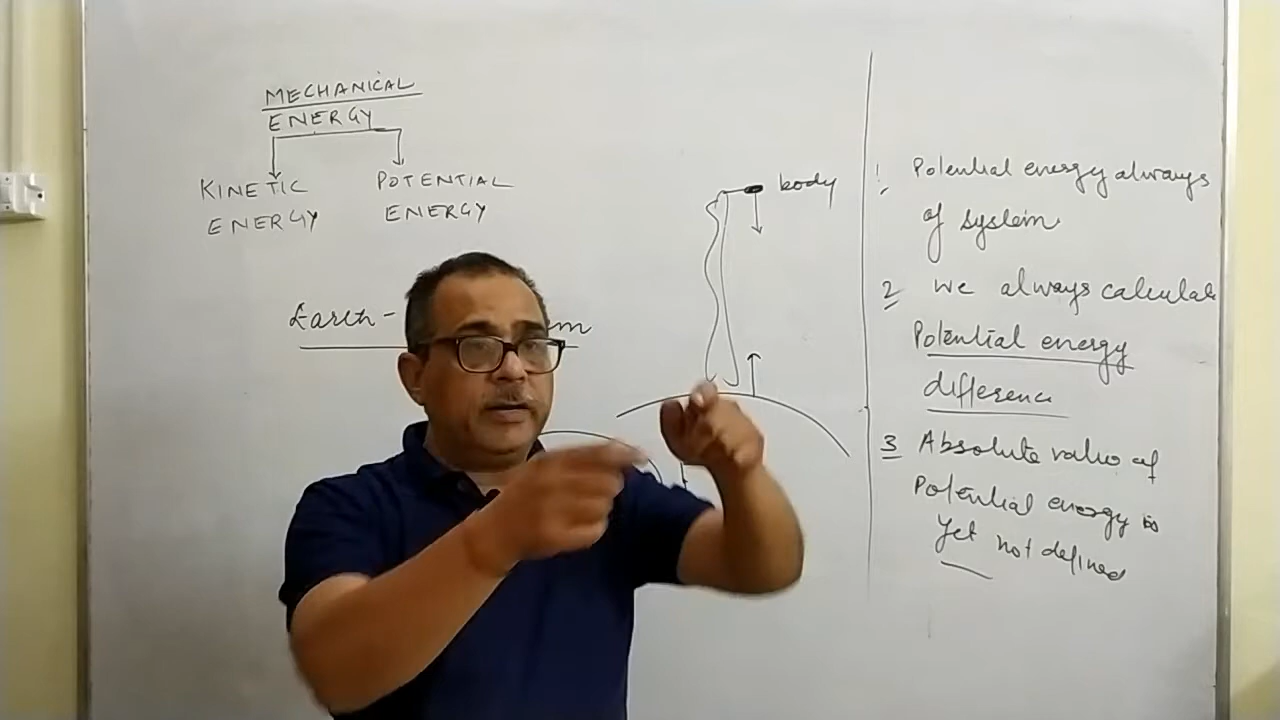 MECHANICAL
ENERGY
KINETIC
ENERGY
POTENTIAL
ENERGY
Earth -
body
1, Potential energy always
of system
2 We always calculate
Potential energy
difference
3 Absolute value of
Potential energy is
yet not defined